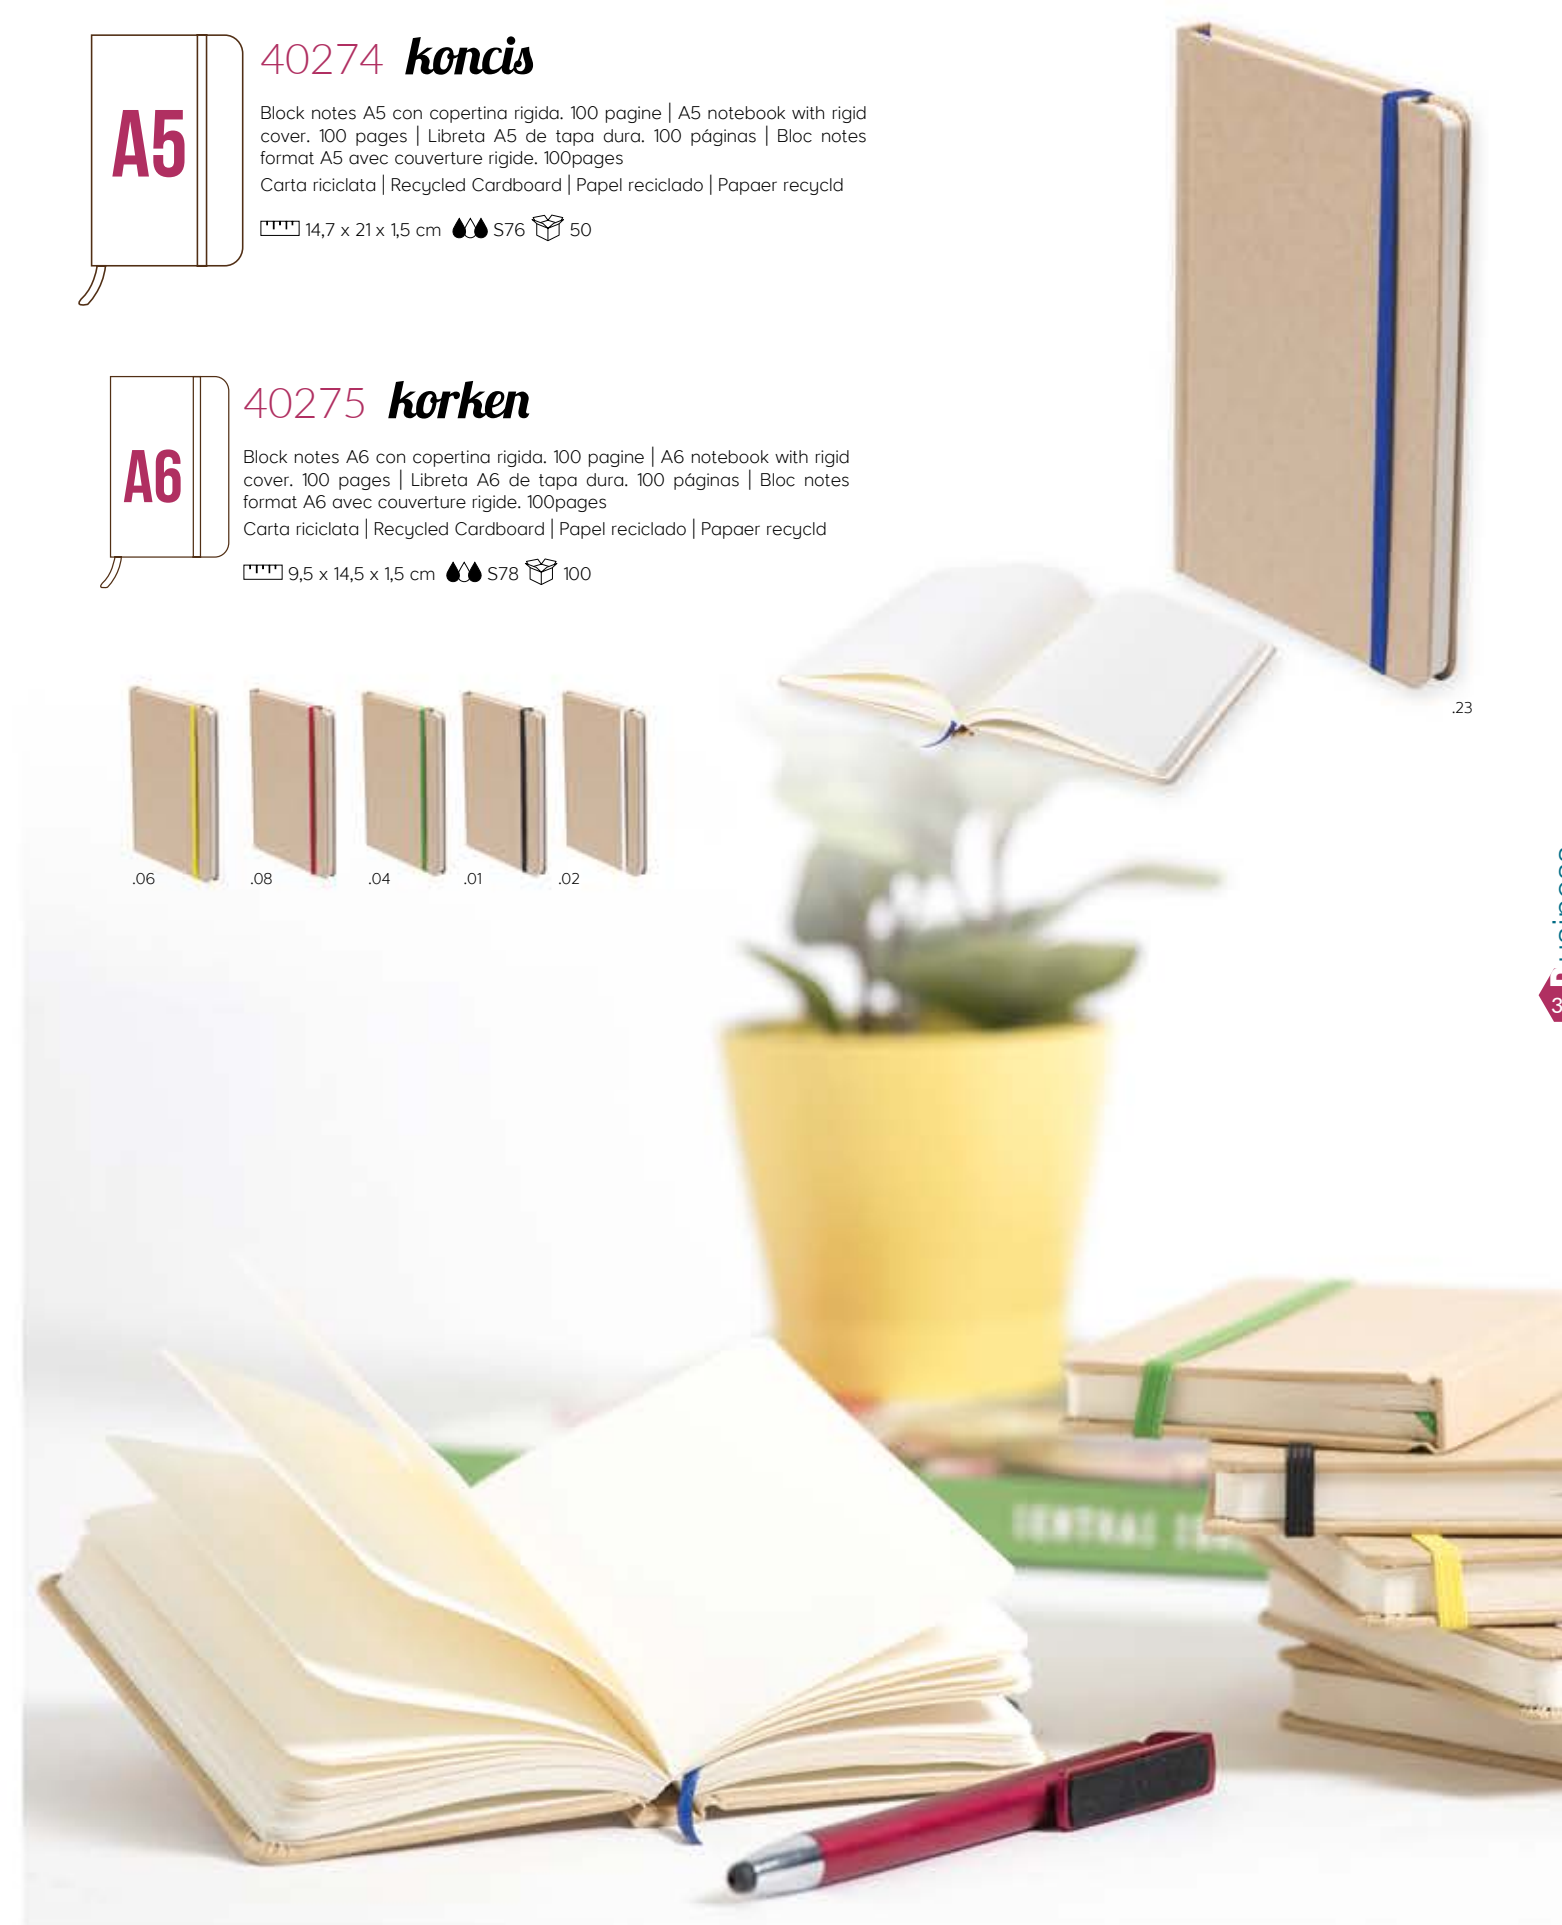 A5
40274 koncis
Block notes A5 con copertina rigida. 100 pagine | A5 notebook with rigid
cover. 100 pages | Libreta A5 de tapa dura. 100 páginas | Bloc notes
format A5 avec couverture rigide. 100pages
Carta riciclata | Recycled Cardboard | Papel reciclado | Papaer recycld
14,7 x 21 x 1,5 cm S76 50
A6
40275 korken
Block notes A6 con copertina rigida. 100 pagine | A6 notebook with rigid
cover. 100 pages | Libreta A6 de tapa dura. 100 páginas | Bloc notes
format A6 avec couverture rigide. 100pages
Carta riciclata | Recycled Cardboard | Papel reciclado | Papaer recycld
9,5 x 14,5 x 1,5 cm S78 100
.23
.06 .08 .04 .01 .02